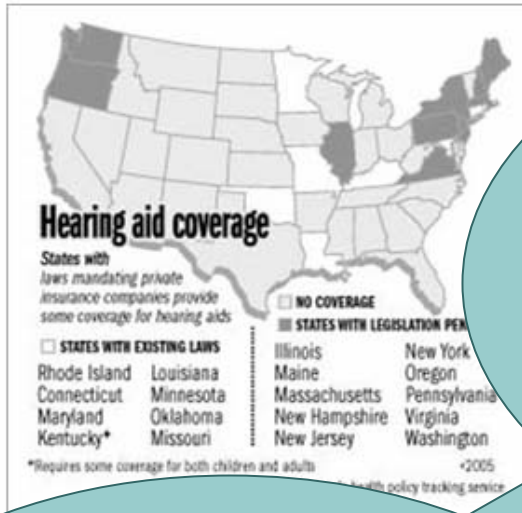 Hearing aid coverage
States with
laws mandating private
insurance companies provide
some coverage for hearing aids
STATES WITH EXISTING LAWS
Rhode Island Louisiana
Connecticut Minnesota
Maryland Oklahoma
Kentucky* Missouri
NO COVERAGE
STATES WITH LEGISLATION
Illinois New York
Maine Oregon
Massachusetts Pennsylvania
New Hampshire Virginia
New Jersey Washington
*Requires some coverage for both children and adults
•2005
health policy tracking service